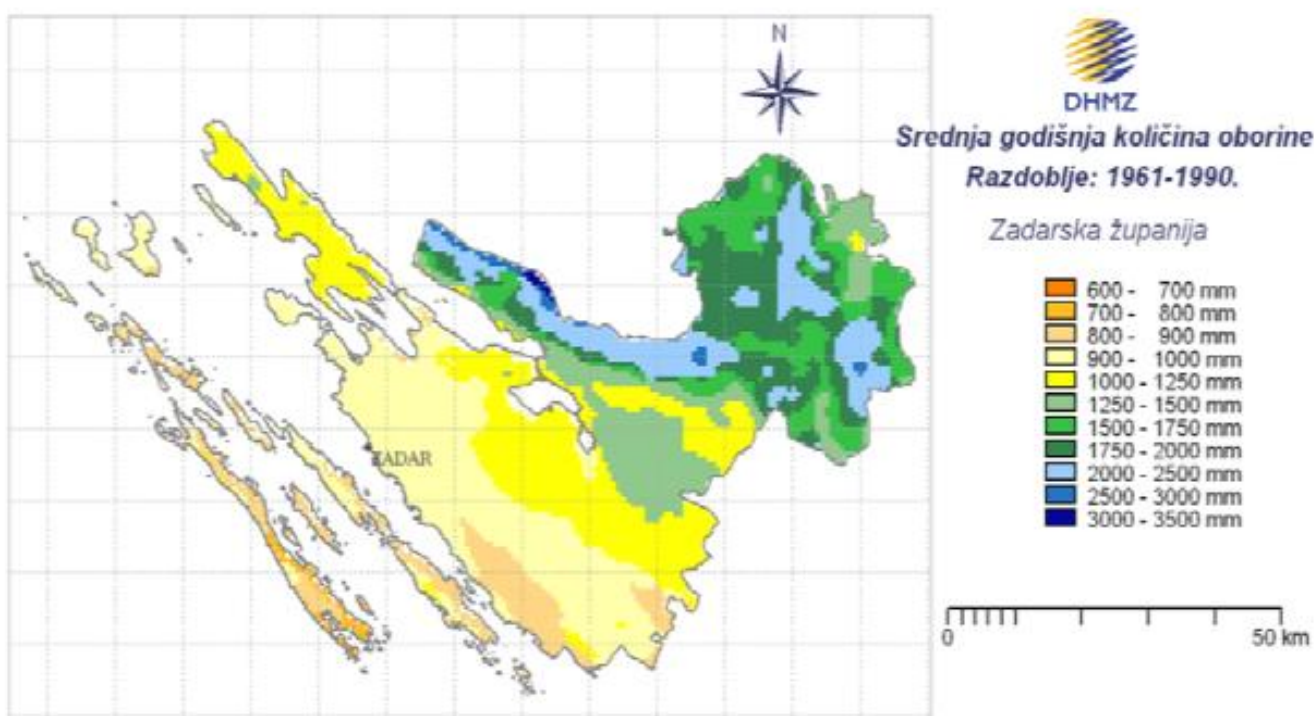 N
DHMZ
Srednja godišnja količina oborine
Razdoblje: 1961-1990.
Zadarska županija
600 - 700 mm
700 - 800 mm
800 - 900 mm
900 - 1000 mm
1000 - 1250 mm
1250 - 1500 mm
1500 - 1750 mm
1750 - 2000 mm
2000 - 2500 mm
2500 - 3000 mm
3000 - 3500 mm
ZADAR
0 50 km